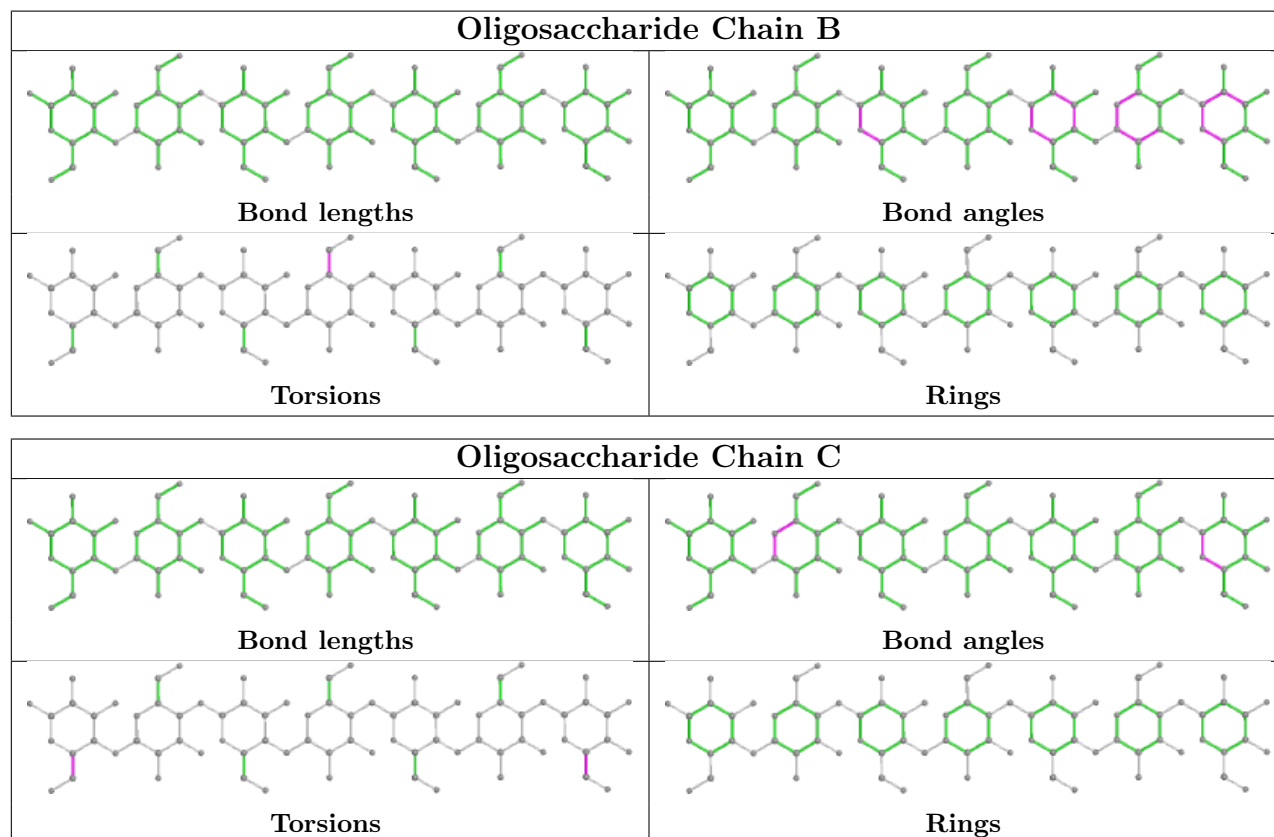 Oligosaccharide Chain B
Bond lengths
Bond angles
Torsions
Rings
Oligosaccharide Chain C
Bond lengths
Bond angles
Torsions
Rings